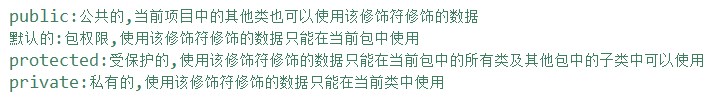 public:公共的,当前项目中的其他类也可以使用该修饰符修饰的数据
默认的:包权限,使用该修饰符修饰的数据只能在当前包中使用
protected:受保护的,使用该修饰符修饰的数据只能在当前包中的所有类及其他包中的子类中可以使用
private:私有的,使用该修饰符修饰的数据只能在当前类中使用